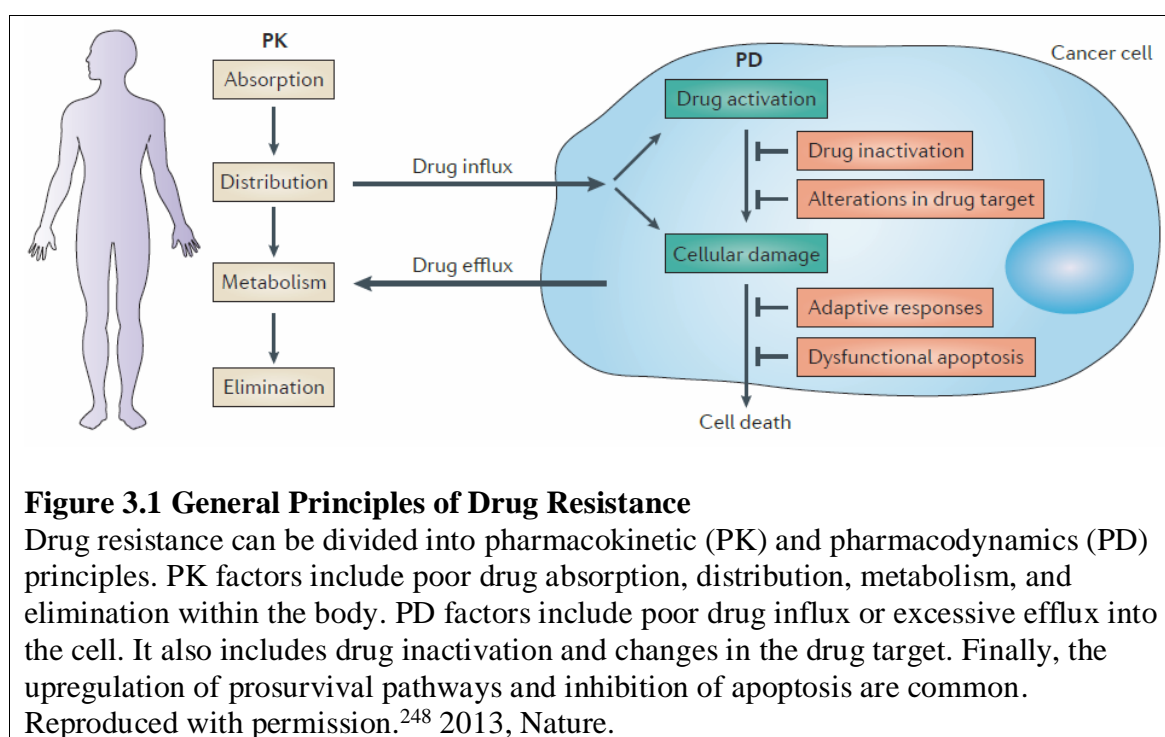 PK
Absorption
Distribution
Metabolism
Elimination
Drug influx
Drug efflux
Cancer cell
PD
Drug activation
Drug inactivation
Alterations in drug target
Cellular damage
Adaptive responses
Dysfunctional apoptosis
Cell death
Figure 3.1 General Principles of Drug Resistance
Drug resistance can be divided into pharmacokinetic (PK) and pharmacodynamics (PD)
principles. PK factors include poor drug absorption, distribution, metabolism, and
elimination within the body. PD factors include poor drug influx or excessive efflux into
the cell. It also includes drug inactivation and changes in the drug target. Finally, the
upregulation of prosurvival pathways and inhibition of apoptosis are common.
Reproduced with permission.²⁴⁸ 2013, Nature.